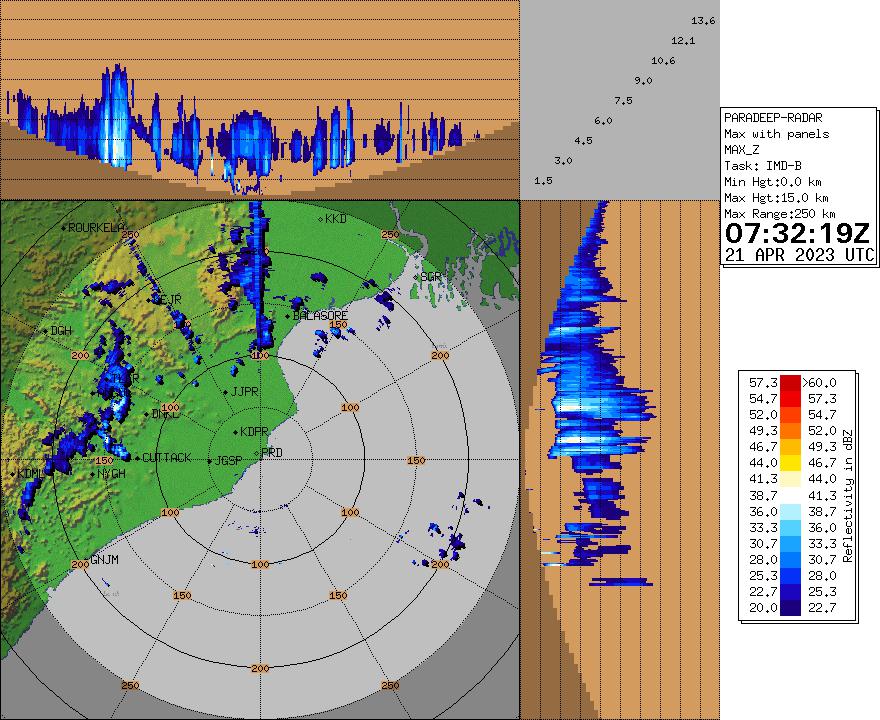 13.6
12.1
10.6
9.0
7.5
6.0
4.5
3.0
1.5
PARADEEP-RADAR
Max with panels
MAX_Z
Task: IMD-B
Min Hgt:0.0 km
Max Hgt:15.0 km
Max Range:250 km
07:32:19Z
21 APR 2023 UTC
KKD
ROURKELA
250
250
SGR
BALASORE
150
DGH
200
100
200
JJPR
100
100
KDPR
CUTTACK
JGSP
PRD
150
150
KDML
NYGH
100
100
GNJM
200
100
200
150
150
200
250
250
57.3 >60.0
54.7 57.3
52.0 54.7
49.3 52.0
46.7 49.3
44.0 46.7
41.3 44.0
38.7 41.3
36.0 38.7
33.3 36.0
30.7 33.3
28.0 30.7
25.3 28.0
22.7 25.3
20.0 22.7
Reflectivity in dBZ